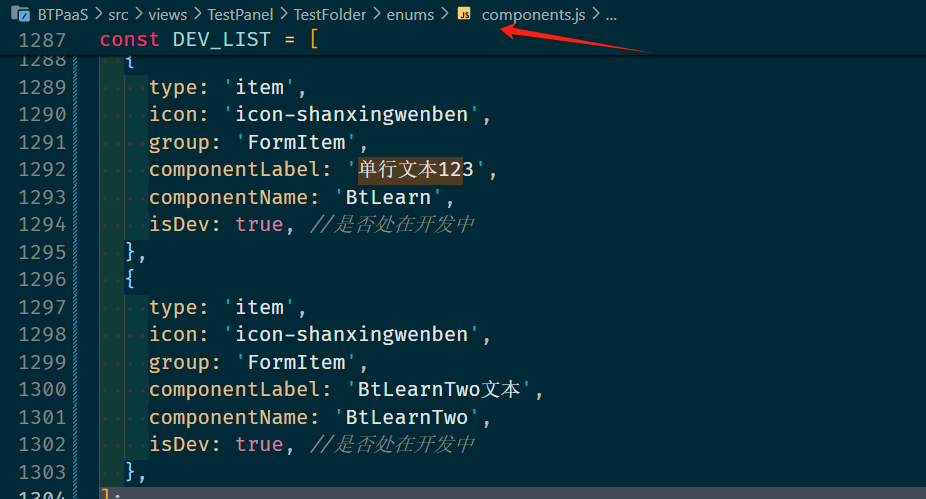 BTPaaS > src > views > TestPanel > TestFolder > enums > JS components.js > ...
1287 const DEV_LIST = [
1288 {
1289 type: 'item',
1290 icon: 'icon-shanxingwenben',
1291 group: 'FormItem',
1292 componentLabel: '单行文本123',
1293 componentName: 'BtLearn',
1294 isDev: true, //是否处在开发中
1295 },
1296 {
1297 type: 'item',
1298 icon: 'icon-shanxingwenben',
1299 group: 'FormItem',
1300 componentLabel: 'BtLearnTwo文本',
1301 componentName: 'BtLearnTwo',
1302 isDev: true, //是否处在开发中
1303 },
1304 ];